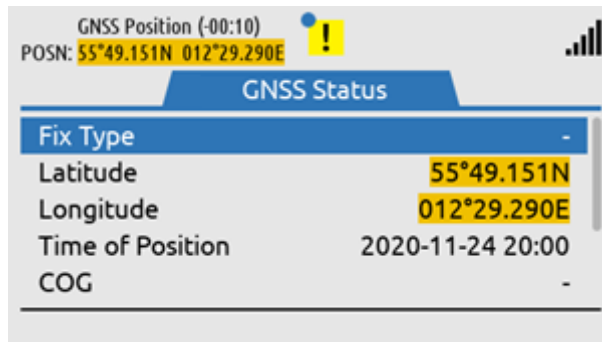 GNSS Position (-00:10)
POSN: 55°49.151N 012°29.290E
!
GNSS Status
Fix Type -
Latitude 55°49.151N
Longitude 012°29.290E
Time of Position 2020-11-24 20:00
COG -